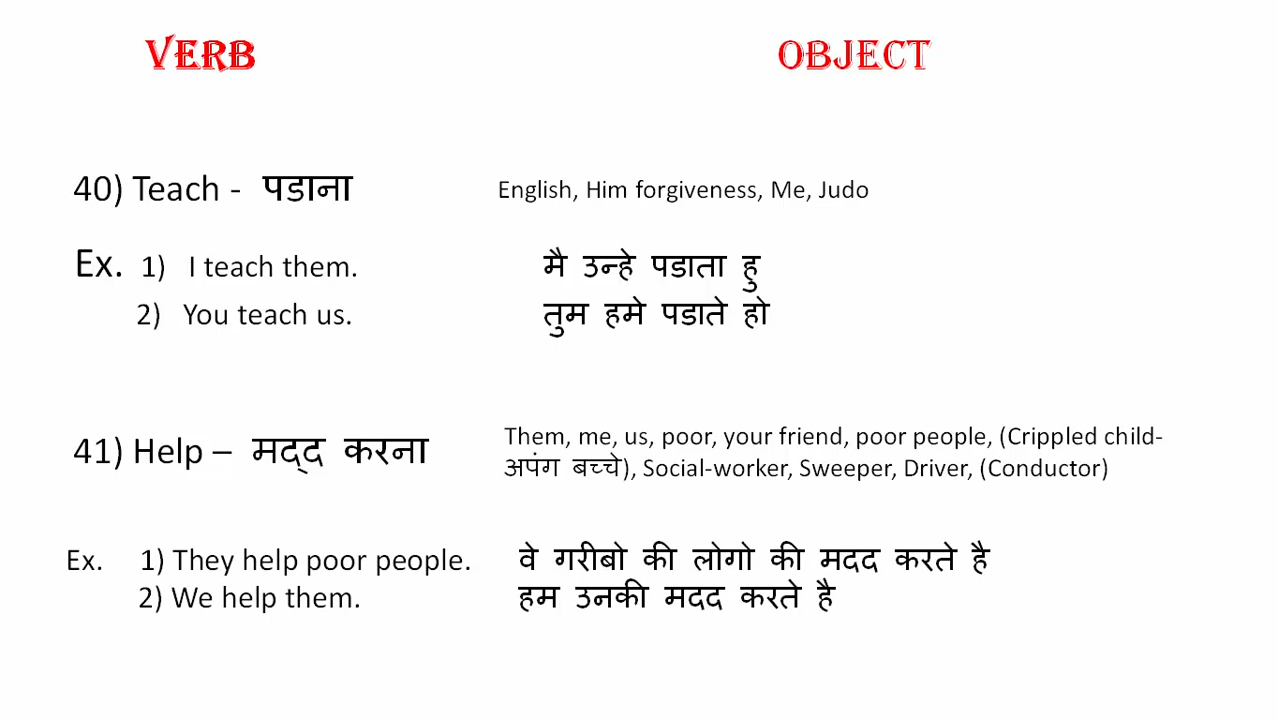 VERB OBJECT
40) Teach - पडाना English, Him forgiveness, Me, Judo
Ex. 1) I teach them. मै उन्हे पडाता हु
2) You teach us. तुम हमे पडाते हो
41) Help – मद्द करना Them, me, us, poor, your friend, poor people, (Crippled child-
अपंग बच्चे), Social-worker, Sweeper, Driver, (Conductor)
Ex. 1) They help poor people. वे गरीबो की लोगो की मदद करते है
2) We help them. हम उनकी मदद करते है